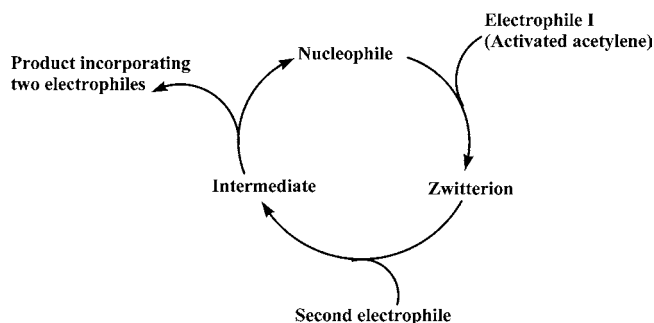 Electrophile I
(Activated acetylene)
Product incorporating
two electrophiles
Nucleophile
Intermediate
Zwitterion
Second electrophile